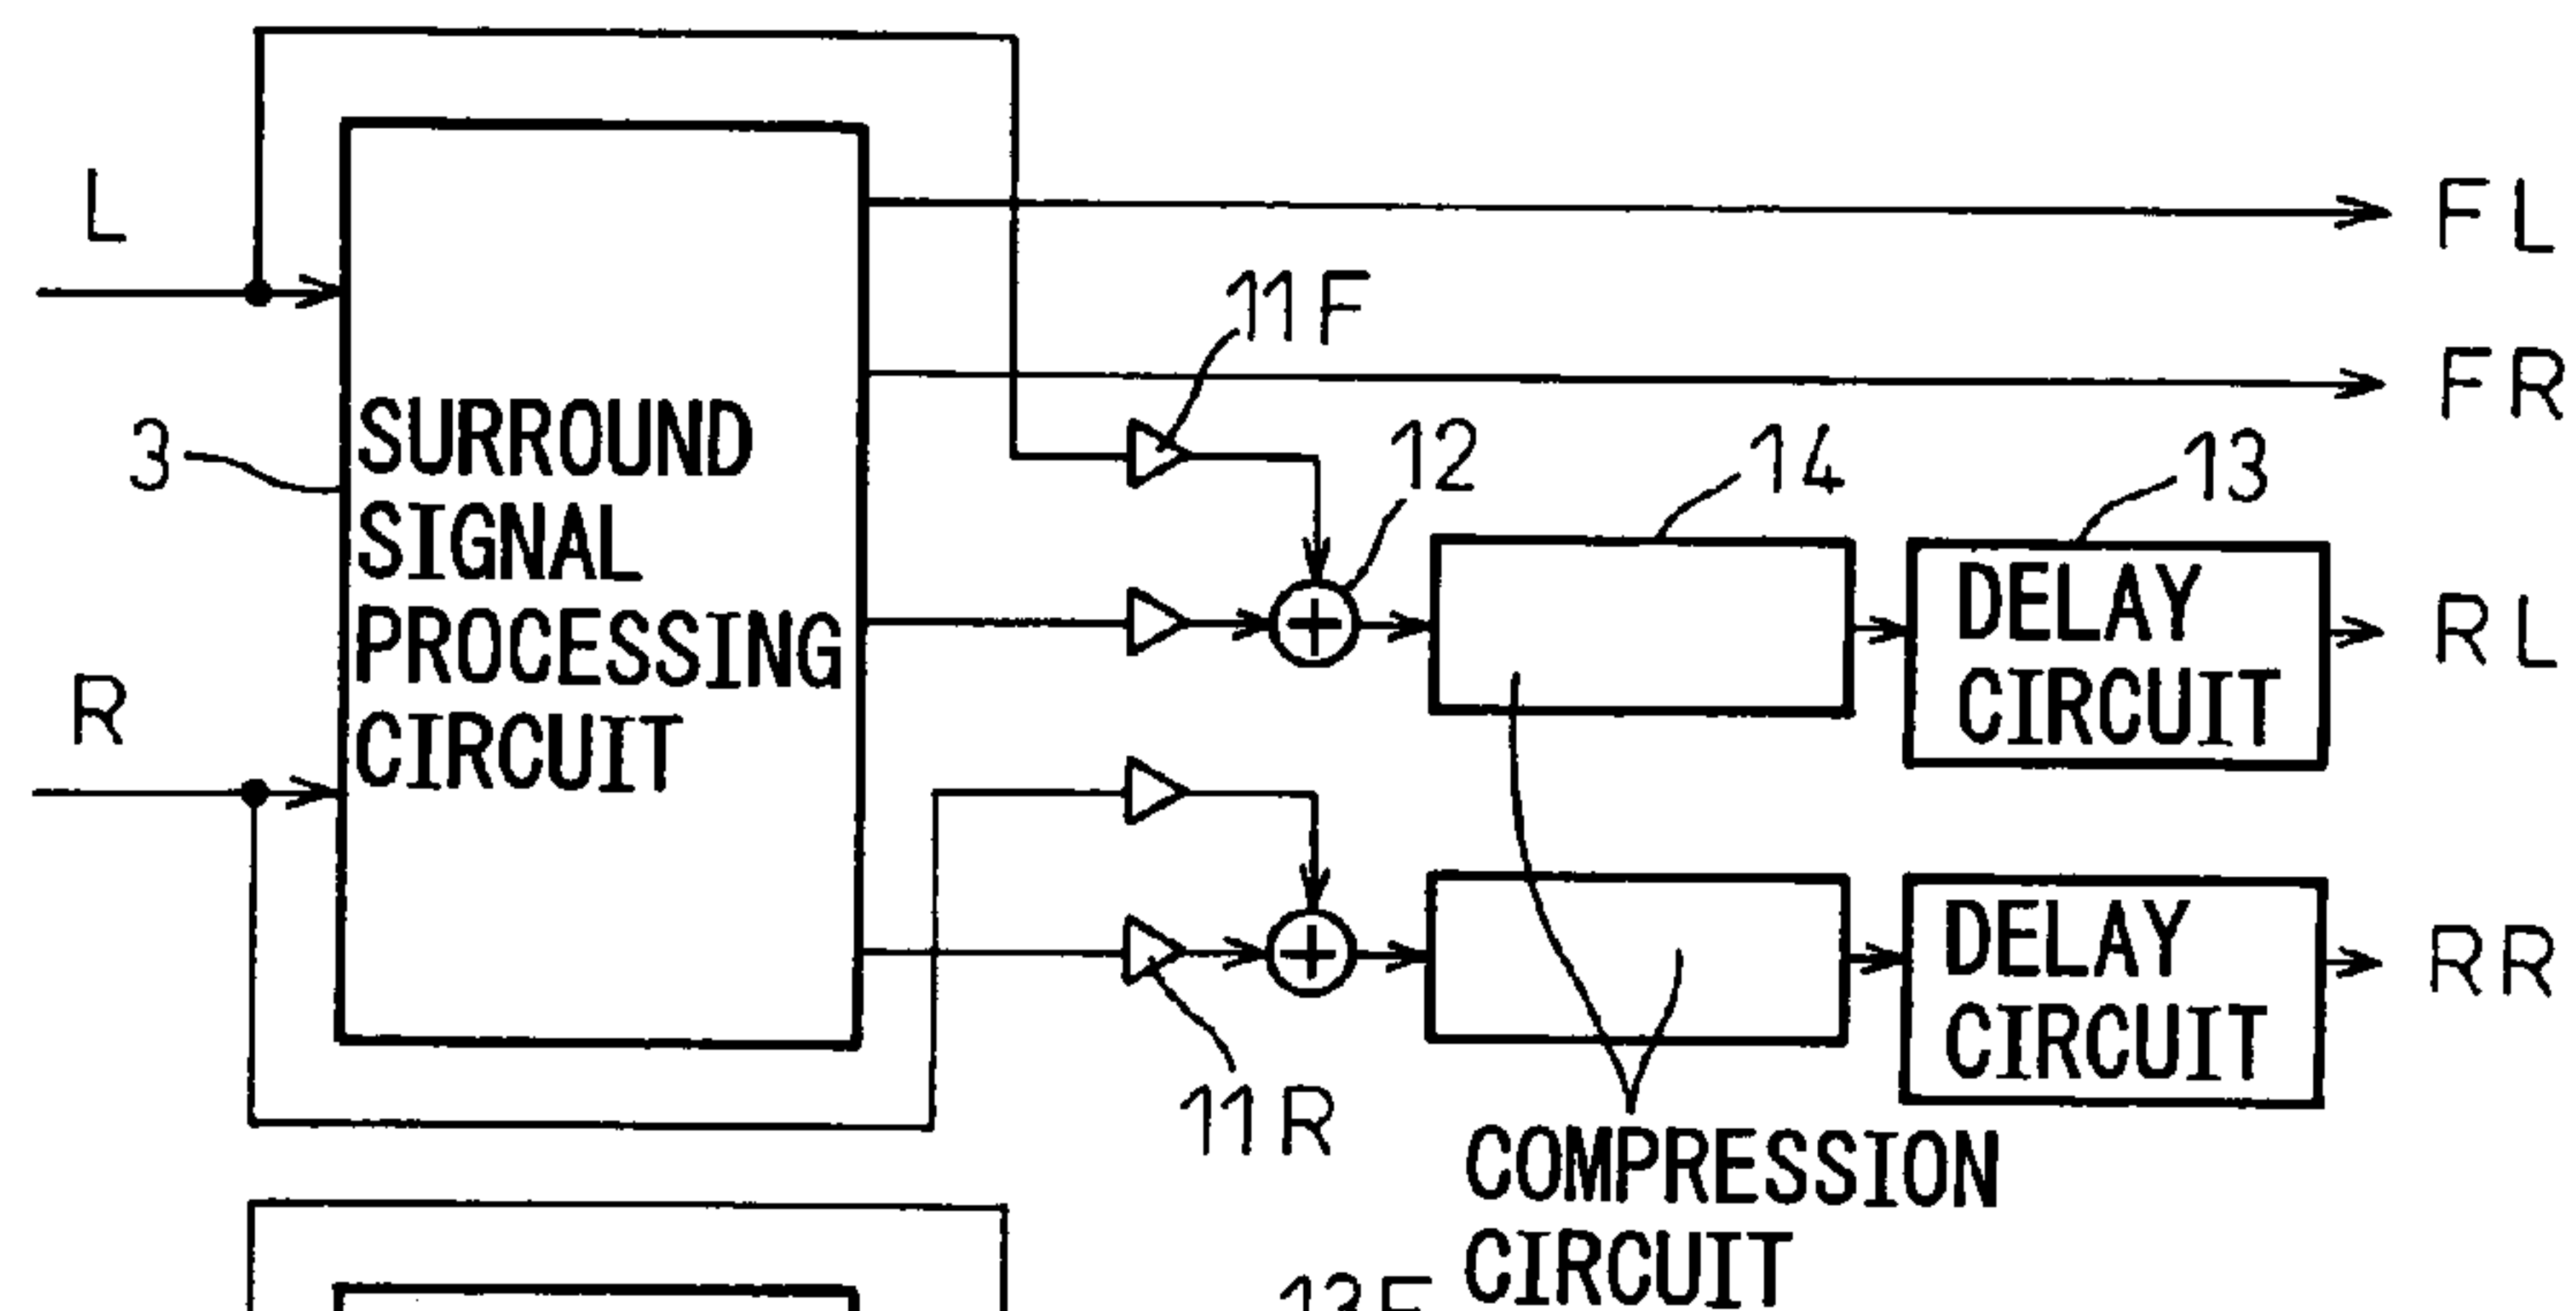 L
FL
11F
FR
3
SURROUND
SIGNAL
PROCESSING
CIRCUIT
12
14
13
DELAY
CIRCUIT
RL
R
DELAY
CIRCUIT
RR
11R
COMPRESSION
CIRCUIT
13F